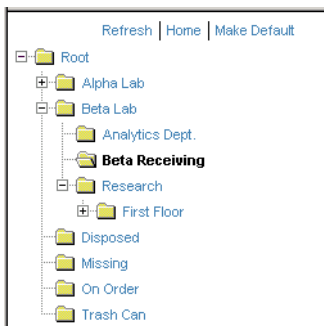 Refresh | Home | Make Default
Root
Alpha Lab
Beta Lab
Analytics Dept.
Beta Receiving
Research
First Floor
Disposed
Missing
On Order
Trash Can